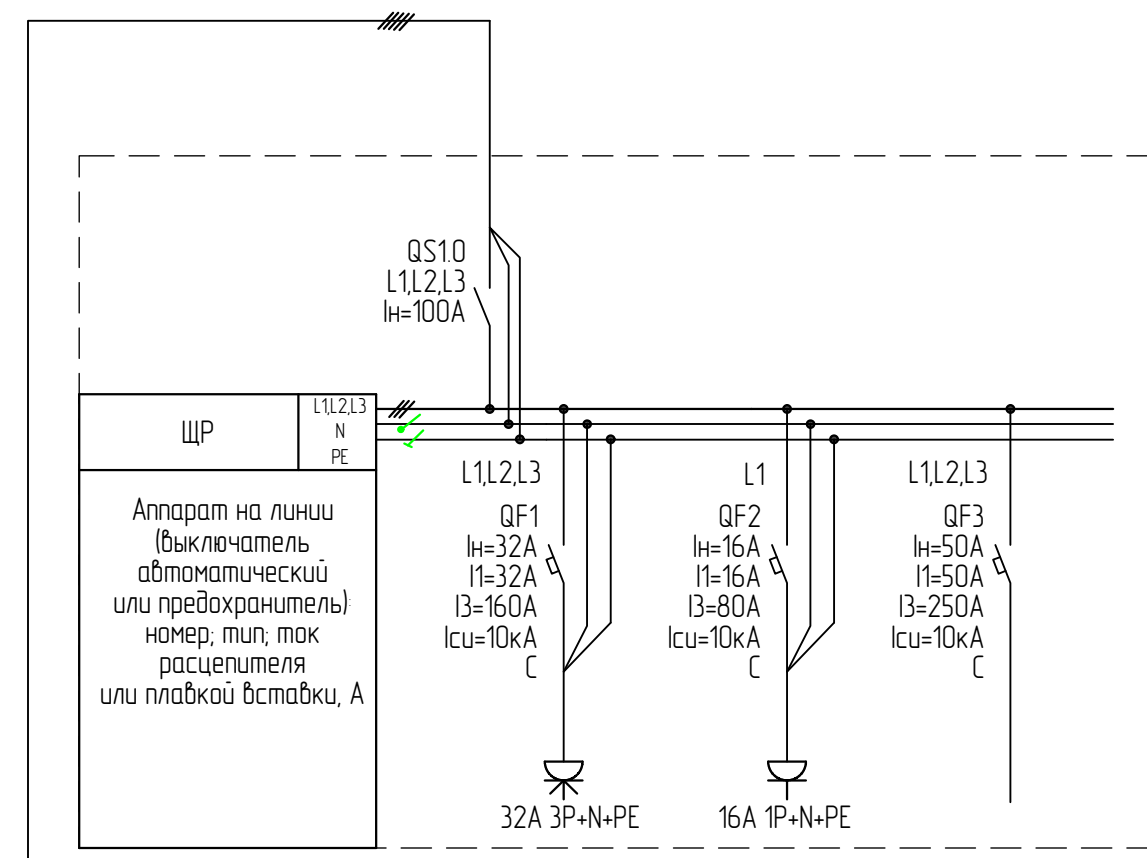 QS1.0
L1,L2,L3
Iн=100А
ЩР
L1,L2,L3
N
PE
Аппарат на линии
(выключатель
автоматический
или предохранитель):
номер; тип; ток
расцепителя
или плавкой вставки, А
L1,L2,L3
QF1
Iн=32А
I1=32А
I3=160А
Icu=10кА
C
32А 3P+N+PE
L1
QF2
Iн=16А
I1=16А
I3=80А
Icu=10кА
C
16А 1P+N+PE
L1,L2,L3
QF3
Iн=50А
I1=50А
I3=250А
Icu=10кА
C